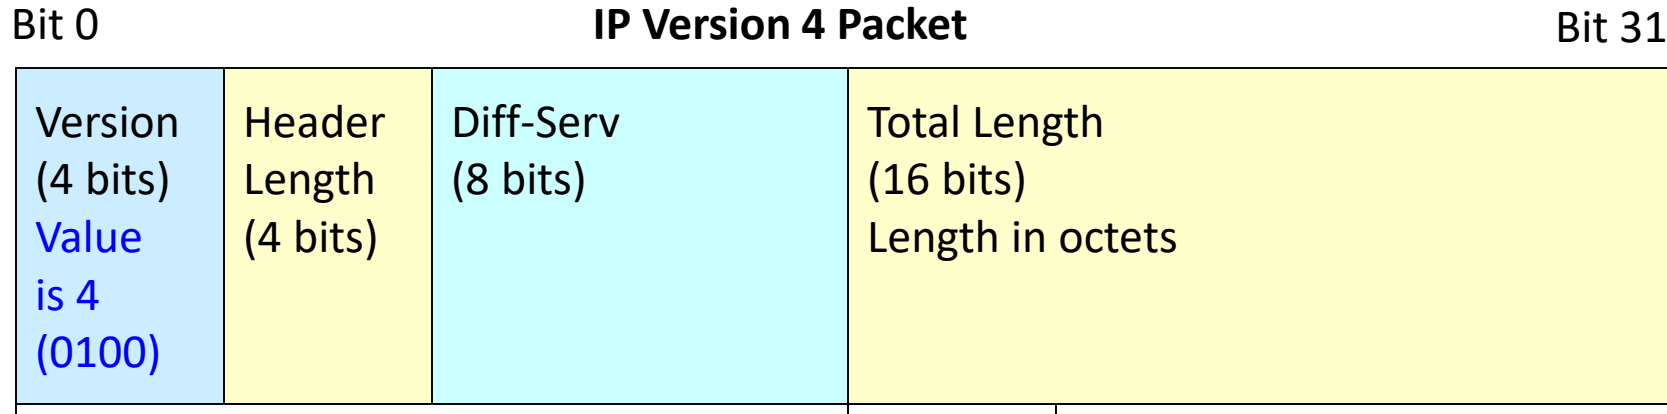 Bit 0 IP Version 4 Packet Bit 31
Version
(4 bits)
Value
is 4
(0100)
Header
Length
(4 bits)
Diff-Serv
(8 bits)
Total Length
(16 bits)
Length in octets